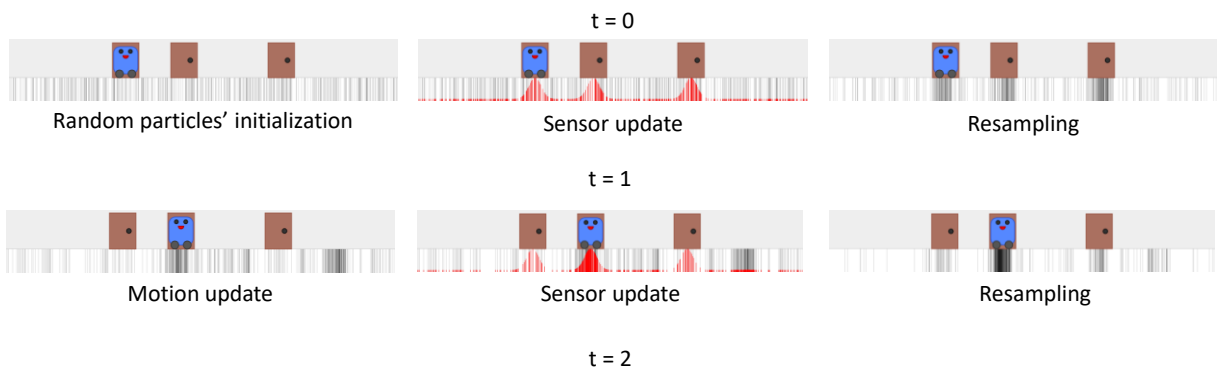 t = 0
Random particles’ initialization
Sensor update
Resampling
t = 1
Motion update
Sensor update
Resampling
t = 2